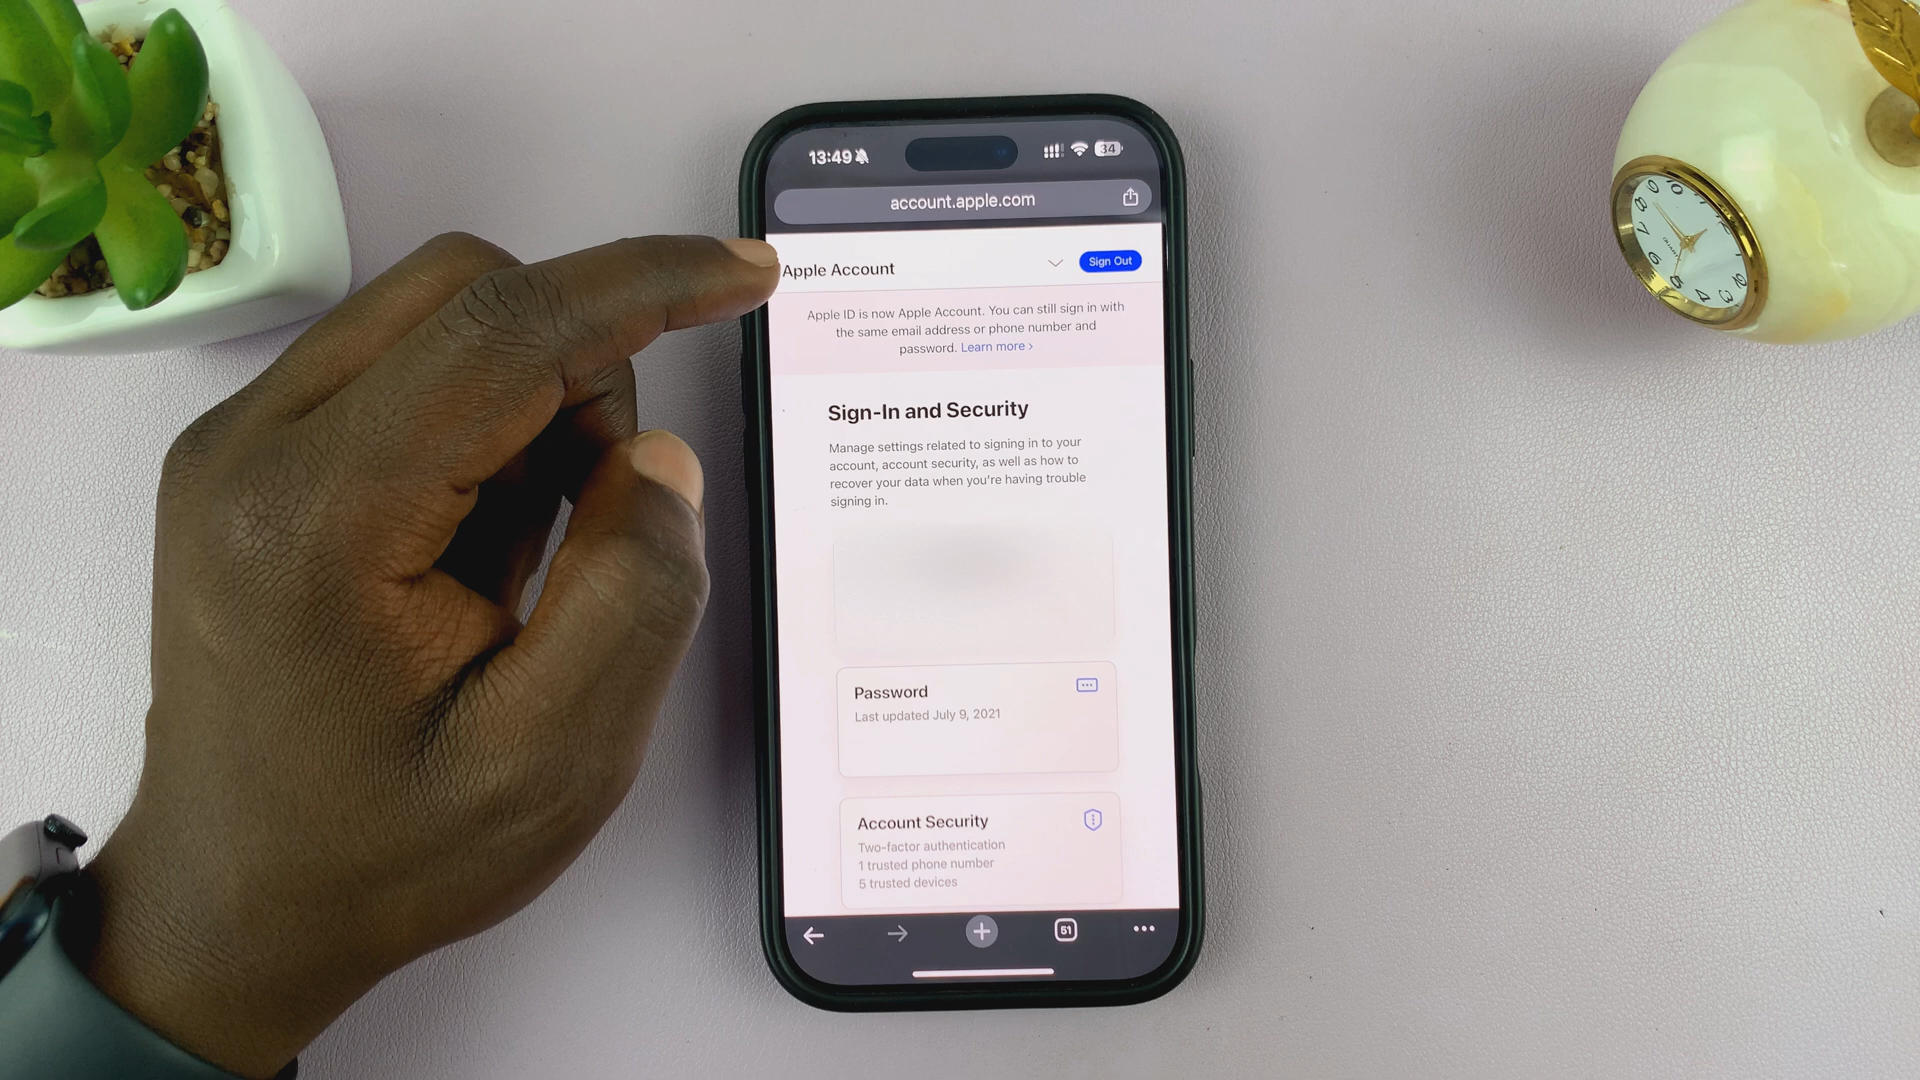 13:49
34
account.apple.com
Apple Account
Sign Out
Apple ID is now Apple Account. You can still sign in with
the same email address or phone number and
password. Learn more ›
Sign-In and Security
Manage settings related to signing in to your
account, account security, as well as how to
recover your data when you're having trouble
signing in.
Password
Last updated July 9, 2021
Account Security
Two-factor authentication
1 trusted phone number
5 trusted devices
51